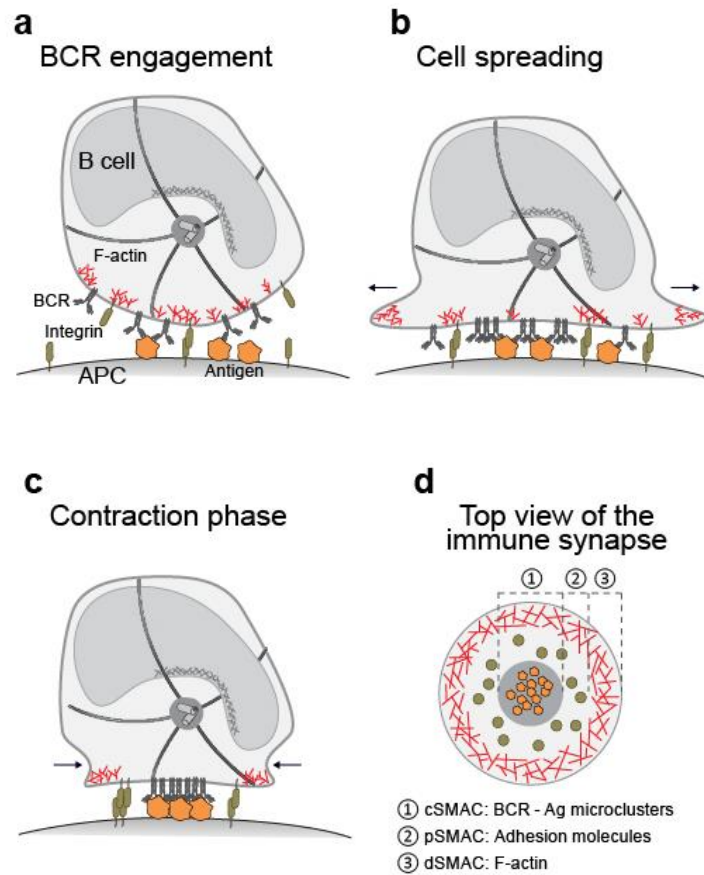 a
BCR engagement
B cell
F-actin
BCR
Integrin
APC
Antigen
b
Cell spreading
c
Contraction phase
d
Top view of the
immune synapse
1 2 3
① cSMAC: BCR - Ag microclusters
② pSMAC: Adhesion molecules
③ dSMAC: F-actin